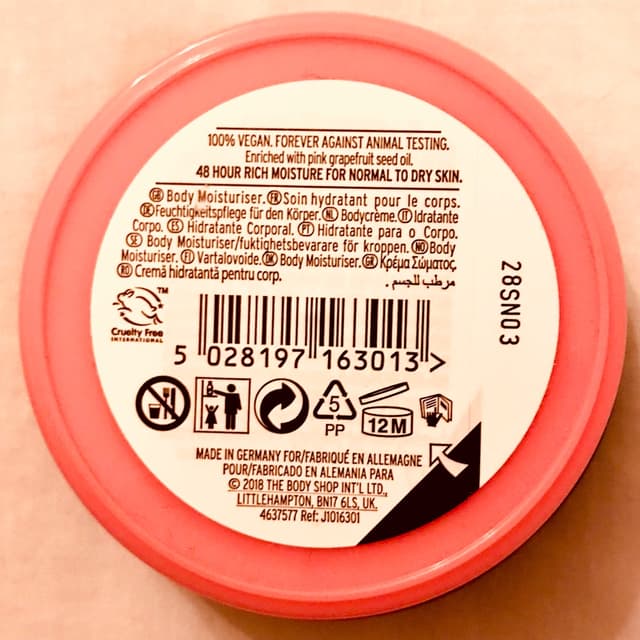 100% VEGAN. FOREVER AGAINST ANIMAL TESTING.
Enriched with pink grapefruit seed oil.
48 HOUR RICH MOISTURE FOR NORMAL TO DRY SKIN.
GB Body Moisturiser. FR Soin hydratant pour le corps.
DE Feuchtigkeitspflege für den Körper. NL Bodycrème. IT Idratante
Corpo. ES Hidratante Corporal. PT Hidratante para o Corpo.
SE Body Moisturiser/fuktighetsbevarare för kroppen. NO Body
Moisturiser. FI Vartalovoide. DK Body Moisturiser. GR Κρέμα Σώματος.
RO Cremă hidratantă pentru corp. مرطب للجسم.
28SN03
TM
Cruelty Free
INTERNATIONAL
5 028197 163013 >
5
PP
12M
MADE IN GERMANY FOR/FABRIQUÉ EN ALLEMAGNE
POUR/FABRICADO EN ALEMANIA PARA
© 2018 THE BODY SHOP INT'L LTD.,
LITTLEHAMPTON, BN17 6LS, UK.
4637577 Ref: J1016301